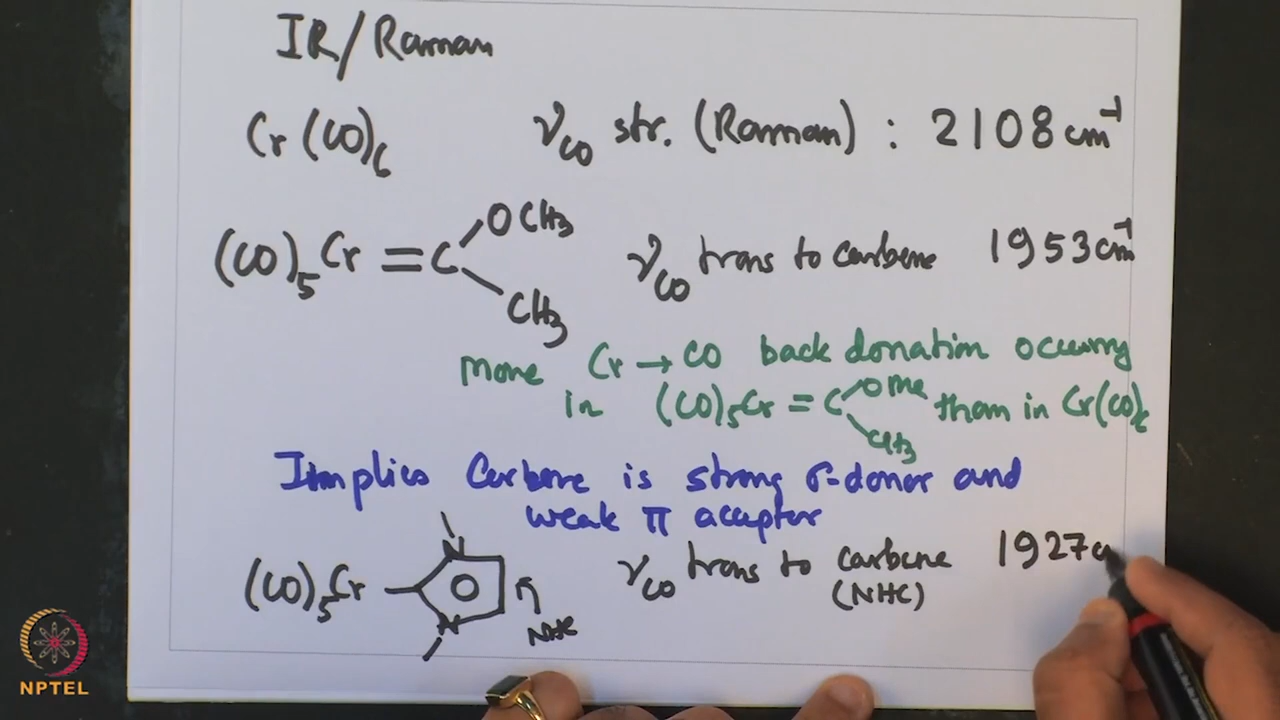 IR/Raman
Cr(CO)6 νCO str. (Raman) : 2108 cm⁻¹
OCH3
(CO)5Cr = C νCO trans to carbene 1953 cm⁻¹
CH3
more Cr → CO back donation occurry
in (CO)5Cr = C OMe than in Cr(CO)6
CH3
Implies Carbene is strong σ-donor and
weak π acceptor
N
(CO)5Cr νCO trans to carbene 1927 c
(NHC)
N NHC
NPTEL